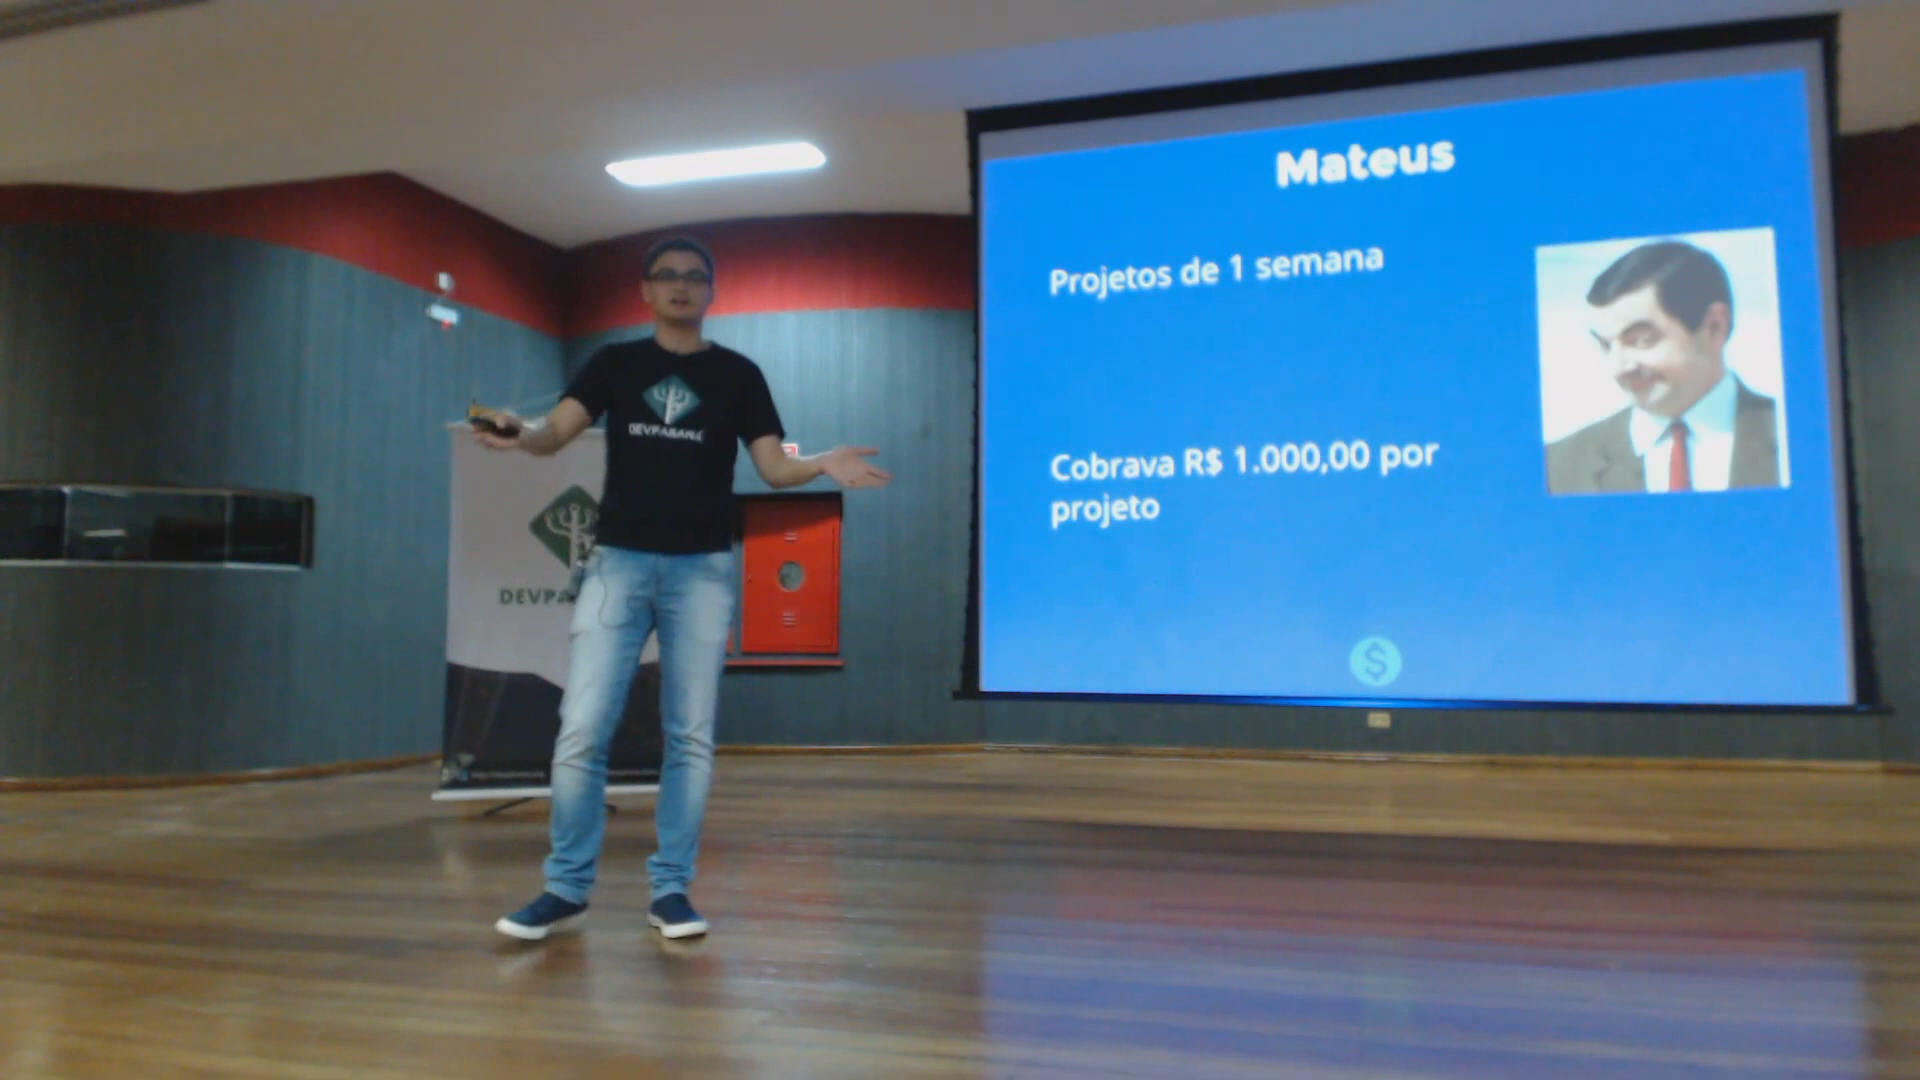 Mateus
Projetos de 1 semana
Cobrava R$ 1.000,00 por
projeto
$
DEVPARANÁ
DEVPA